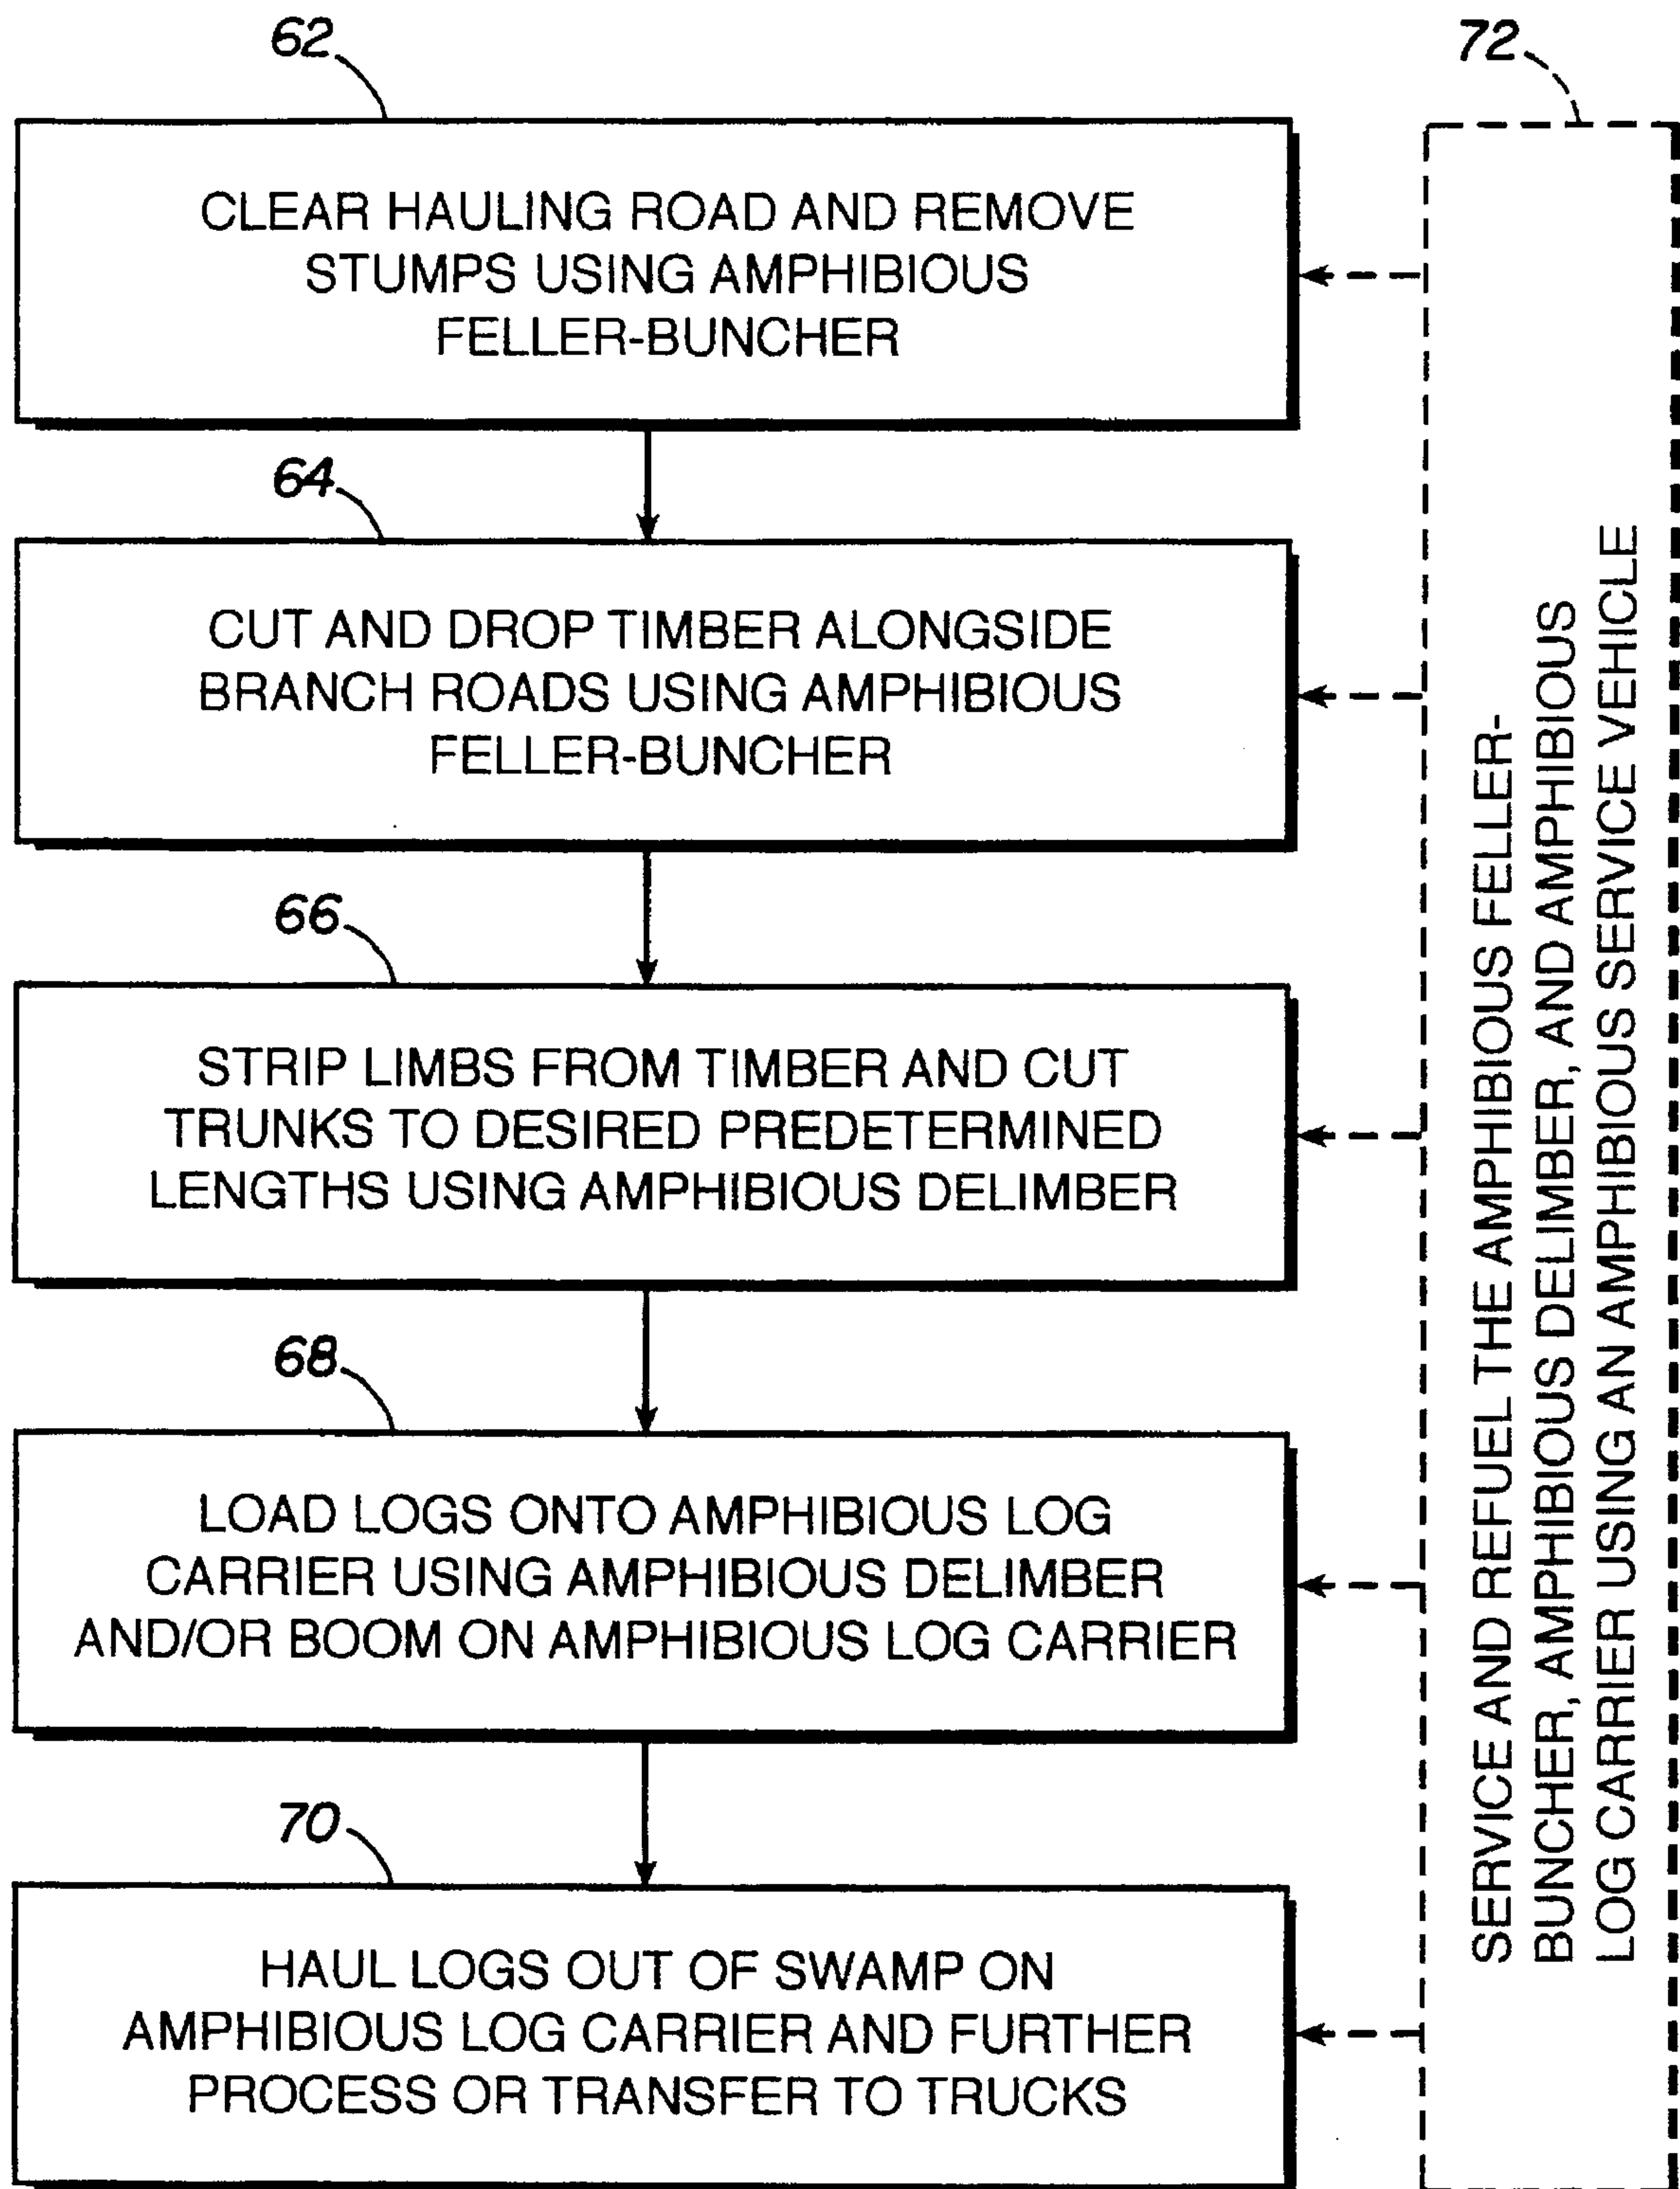 62
CLEAR HAULING ROAD AND REMOVE
STUMPS USING AMPHIBIOUS
FELLER-BUNCHER
64
CUT AND DROP TIMBER ALONGSIDE
BRANCH ROADS USING AMPHIBIOUS
FELLER-BUNCHER
66
STRIP LIMBS FROM TIMBER AND CUT
TRUNKS TO DESIRED PREDETERMINED
LENGTHS USING AMPHIBIOUS DELIMBER
68
LOAD LOGS ONTO AMPHIBIOUS LOG
CARRIER USING AMPHIBIOUS DELIMBER
AND/OR BOOM ON AMPHIBIOUS LOG CARRIER
70
HAUL LOGS OUT OF SWAMP ON
AMPHIBIOUS LOG CARRIER AND FURTHER
PROCESS OR TRANSFER TO TRUCKS
72
SERVICE AND REFUEL THE AMPHIBIOUS FELLER-
BUNCHER, AMPHIBIOUS DELIMBER, AND AMPHIBIOUS
LOG CARRIER USING AN AMPHIBIOUS SERVICE VEHICLE